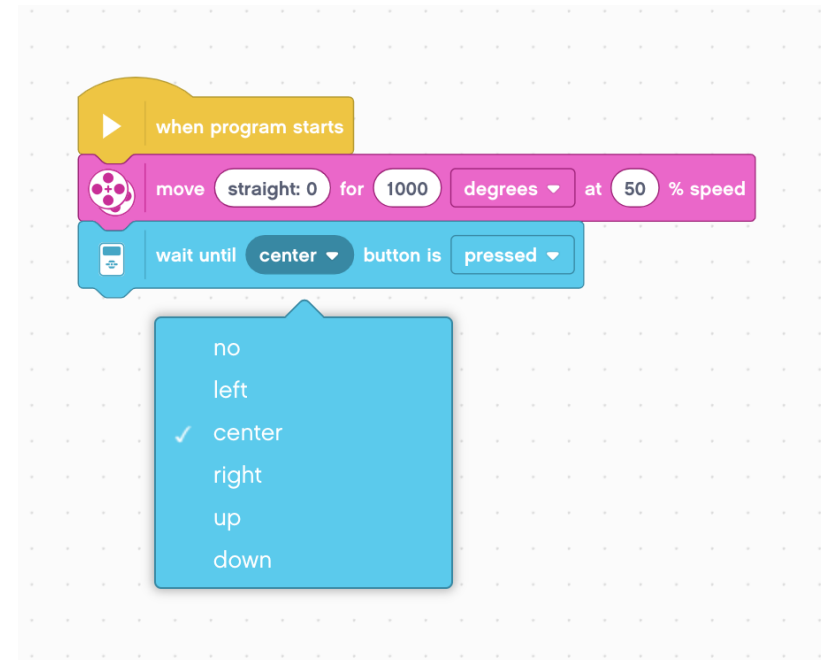 when program starts
move straight: 0 for 1000 degrees at 50 % speed
wait until center button is pressed
no
left
center
right
up
down